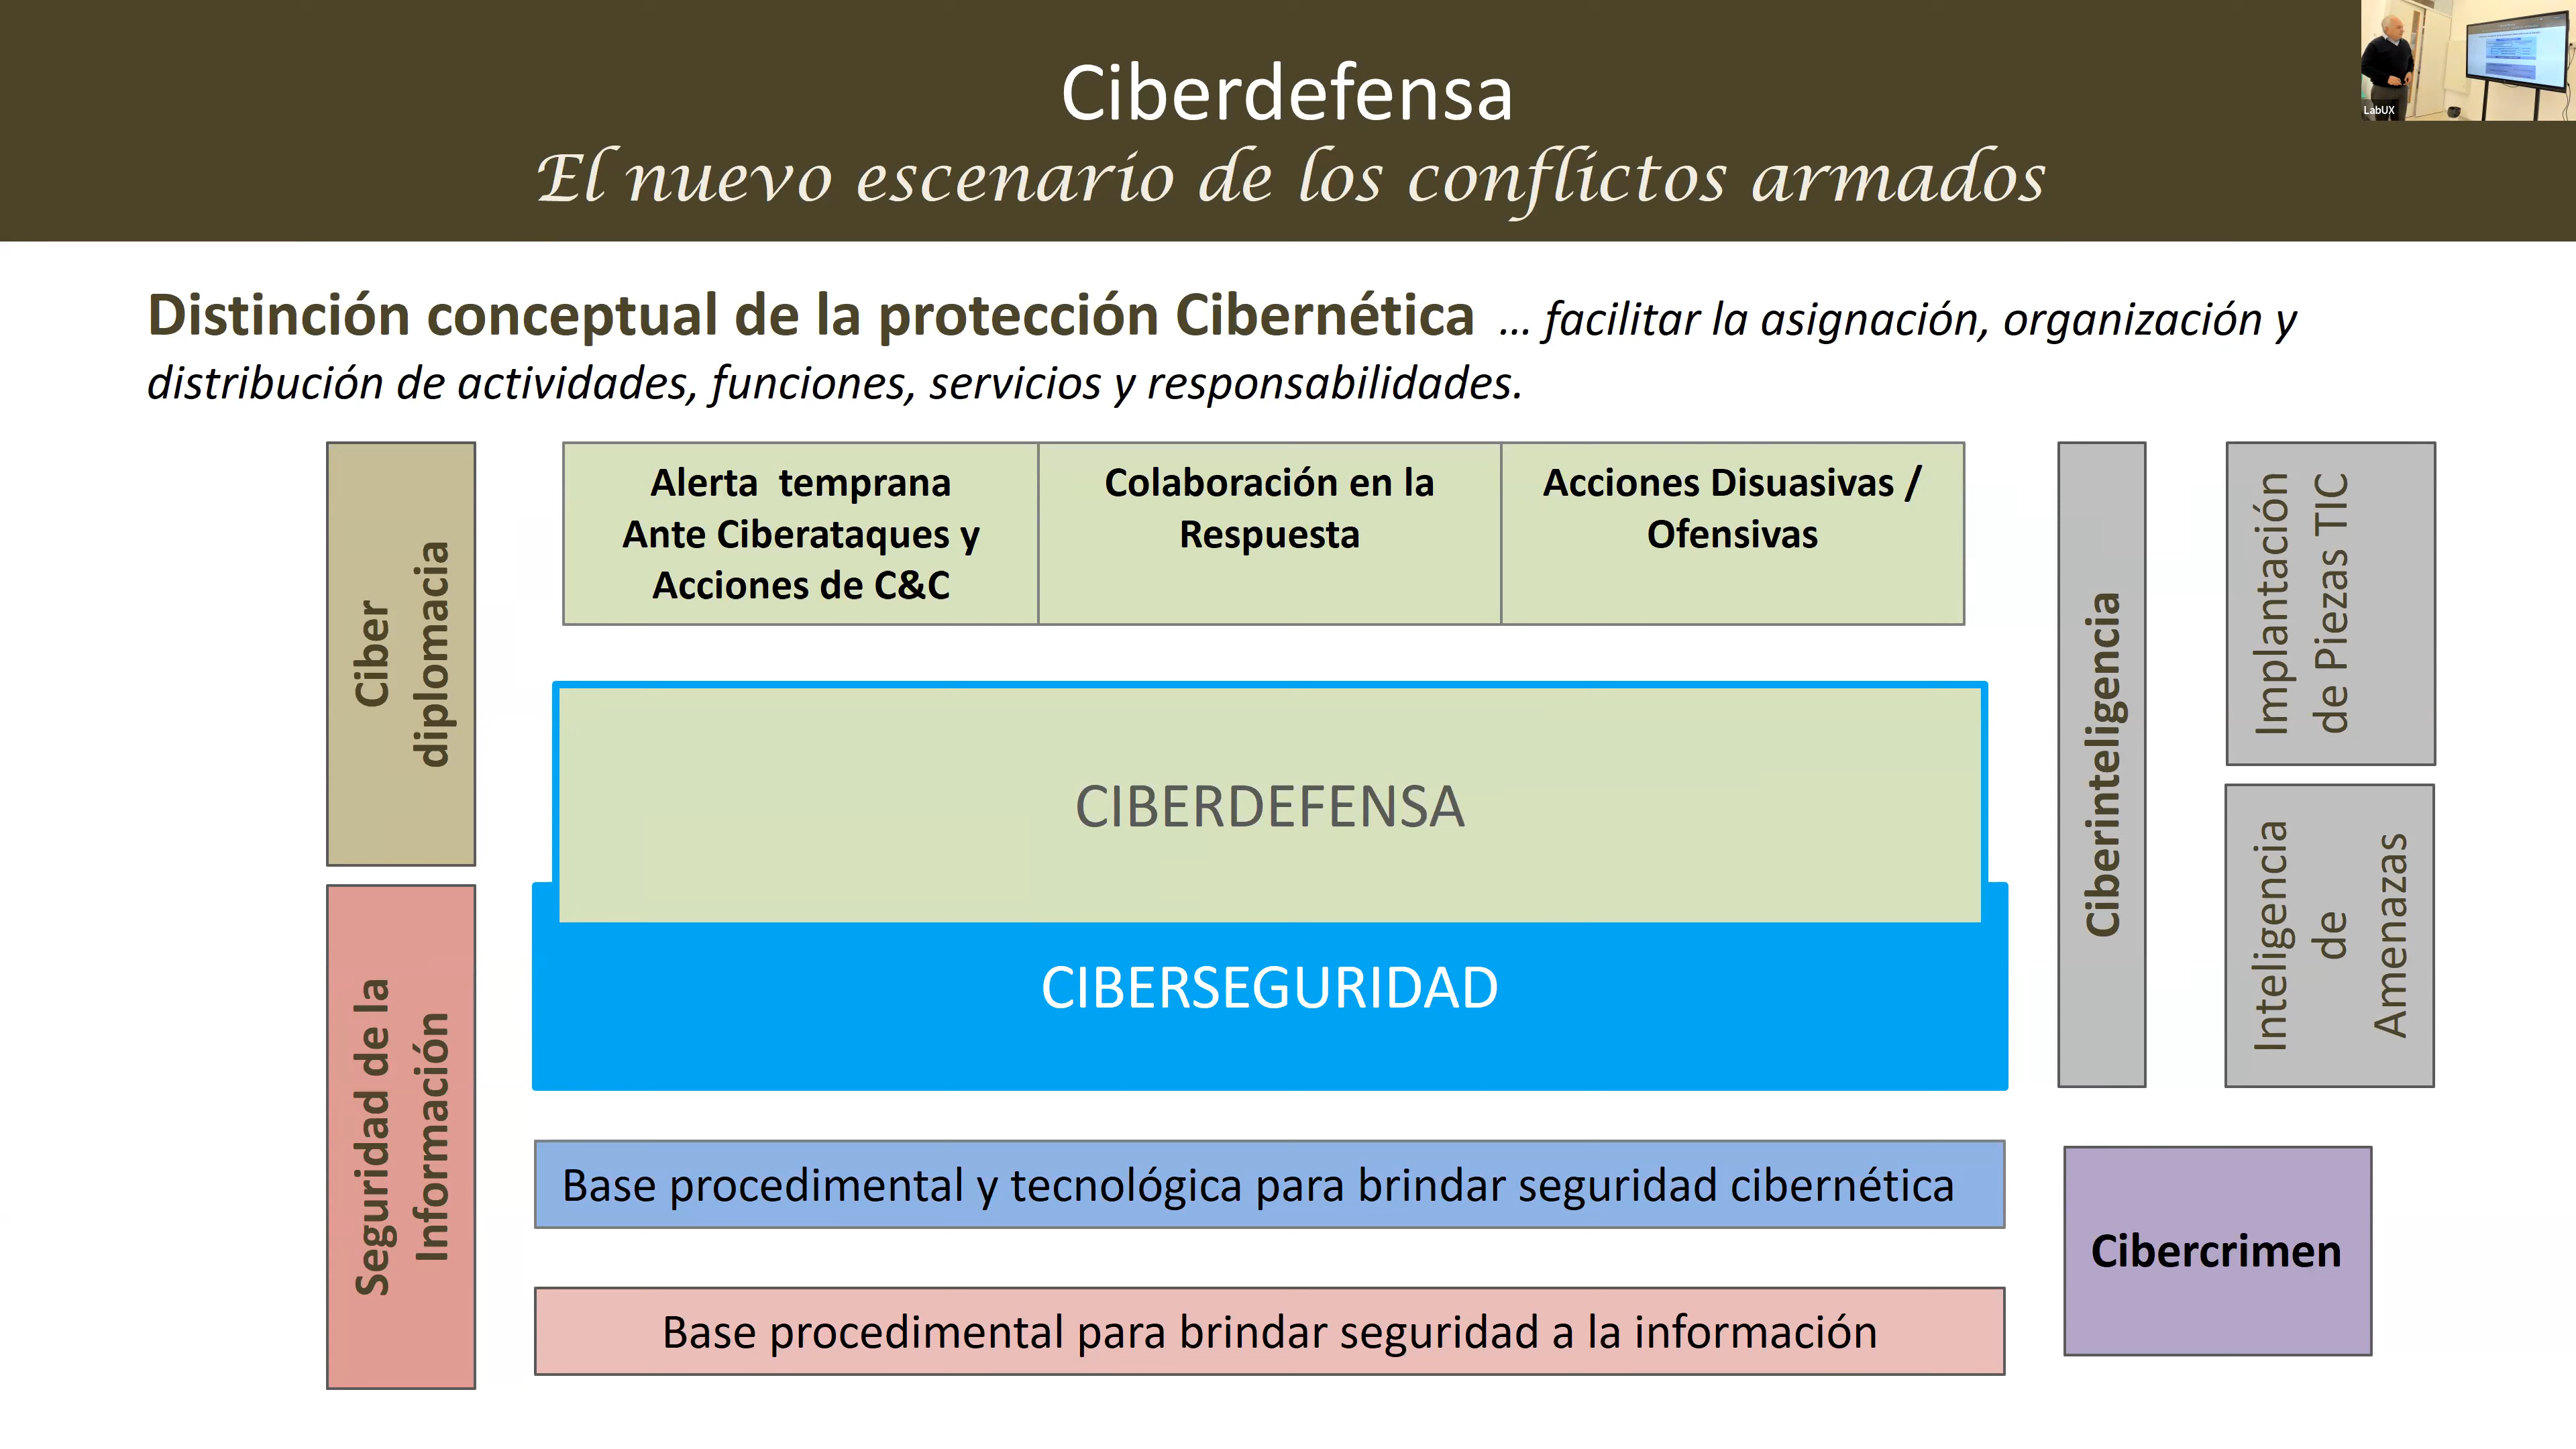 Ciberdefensa
El nuevo escenario de los conflictos armados
LabUX
Distinción conceptual de la protección Cibernética ... facilitar la asignación, organización y
distribución de actividades, funciones, servicios y responsabilidades.
Ciber
diplomacia
Seguridad de la
Información
Alerta temprana
Ante Ciberataques y
Acciones de C&C
Colaboración en la
Respuesta
Acciones Disuasivas /
Ofensivas
CIBERDEFENSA
CIBERSEGURIDAD
Base procedimental y tecnológica para brindar seguridad cibernética
Base procedimental para brindar seguridad a la información
Ciberinteligencia
Implantación
de Piezas TIC
Inteligencia
de
Amenazas
Cibercrimen